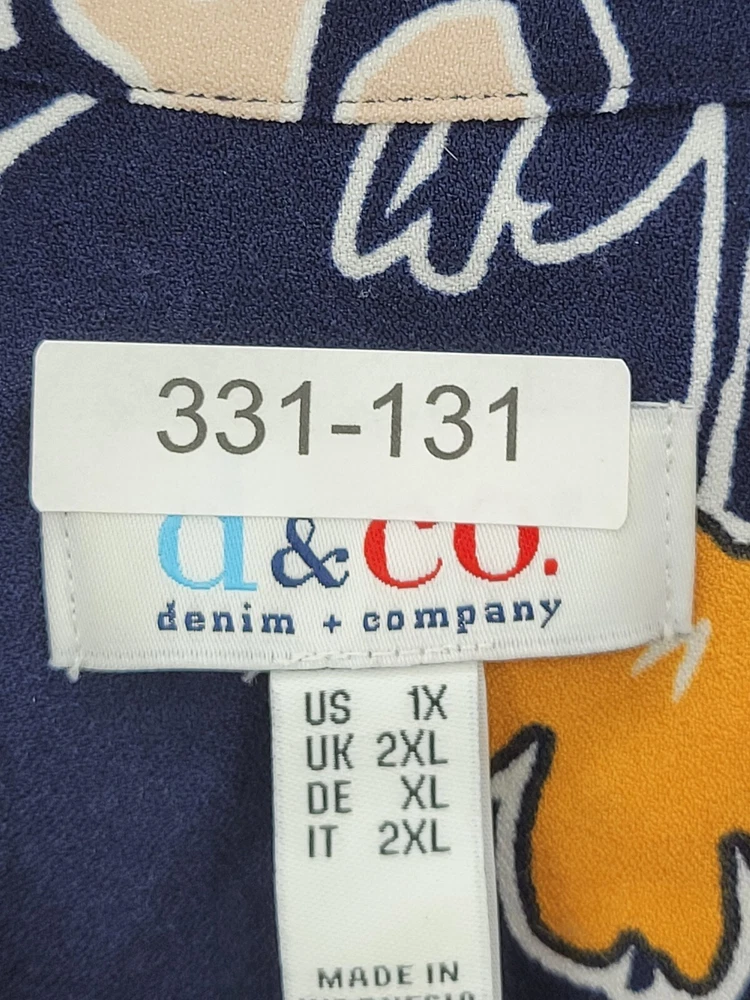 331-131
d&co.
denim + company
US 1X
UK 2XL
DE XL
IT 2XL
MADE IN